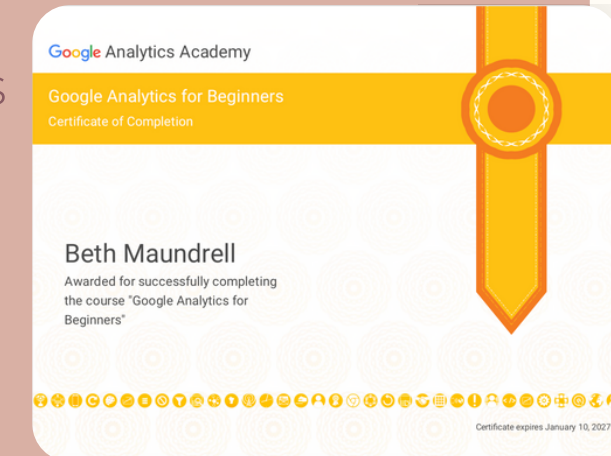 Google Analytics Academy
Google Analytics for Beginners
Certificate of Completion
Beth Maundrell
Awarded for successfully completing
the course "Google Analytics for
Beginners"
Certificate expires January 10, 2027